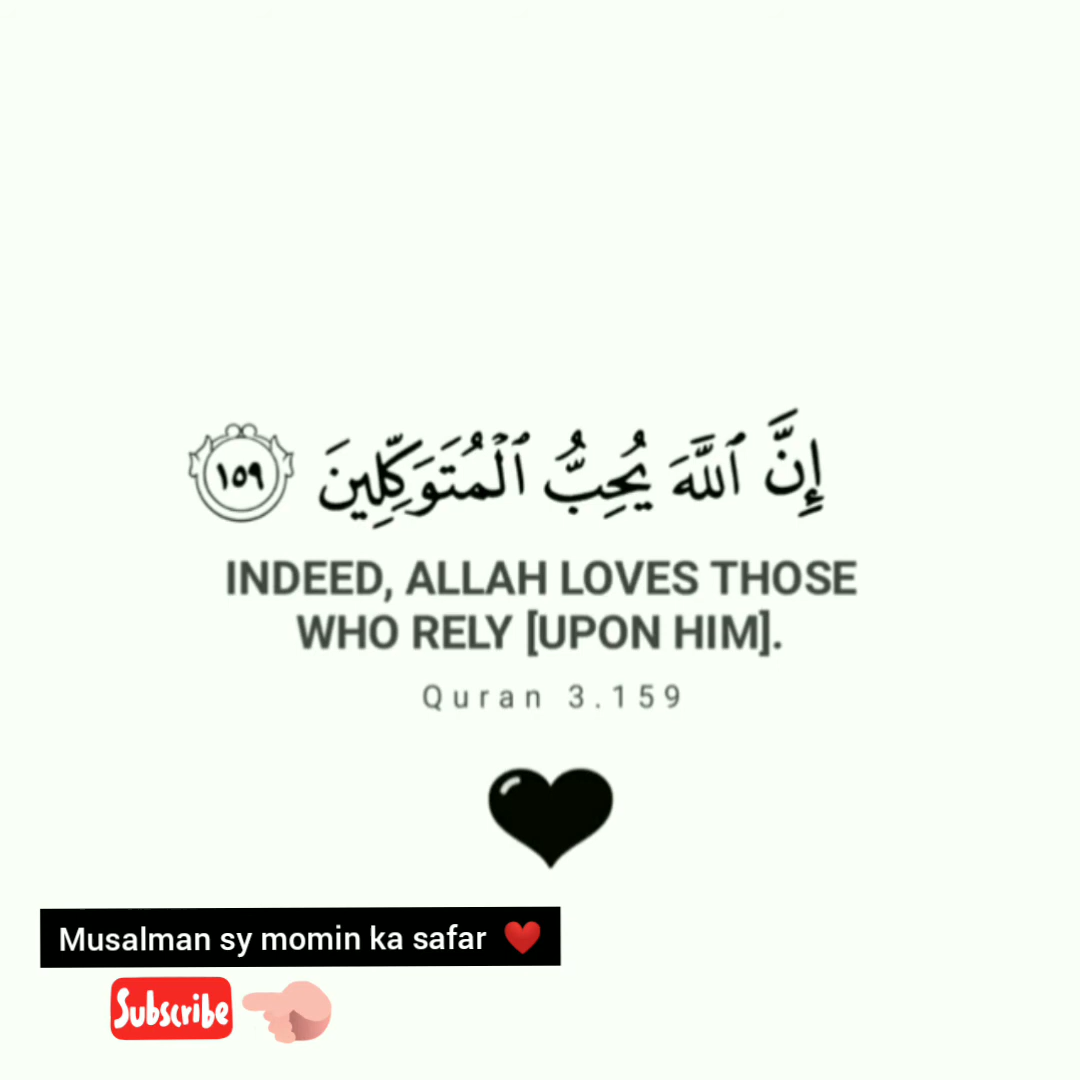 إِنَّ ٱللَّهَ يُحِبُّ ٱلْمُتَوَكِّلِينَ ١٥٩
INDEED, ALLAH LOVES THOSE
WHO RELY [UPON HIM].
Quran 3.159
Musalman sy momin ka safar ❤️
Subscribe